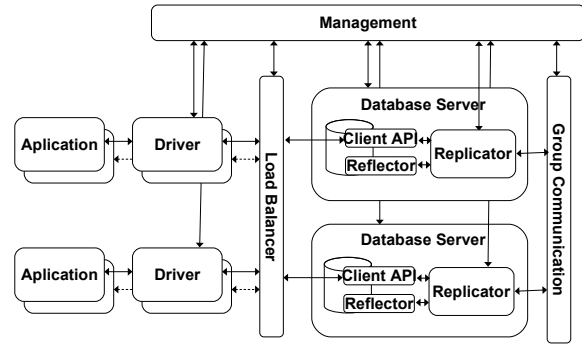 Management
Database Server
Client API
Aplication
Driver
Reflector
Replicator
Load Balancer
Group Communication
Database Server
Client API
Aplication
Driver
Reflector
Replicator